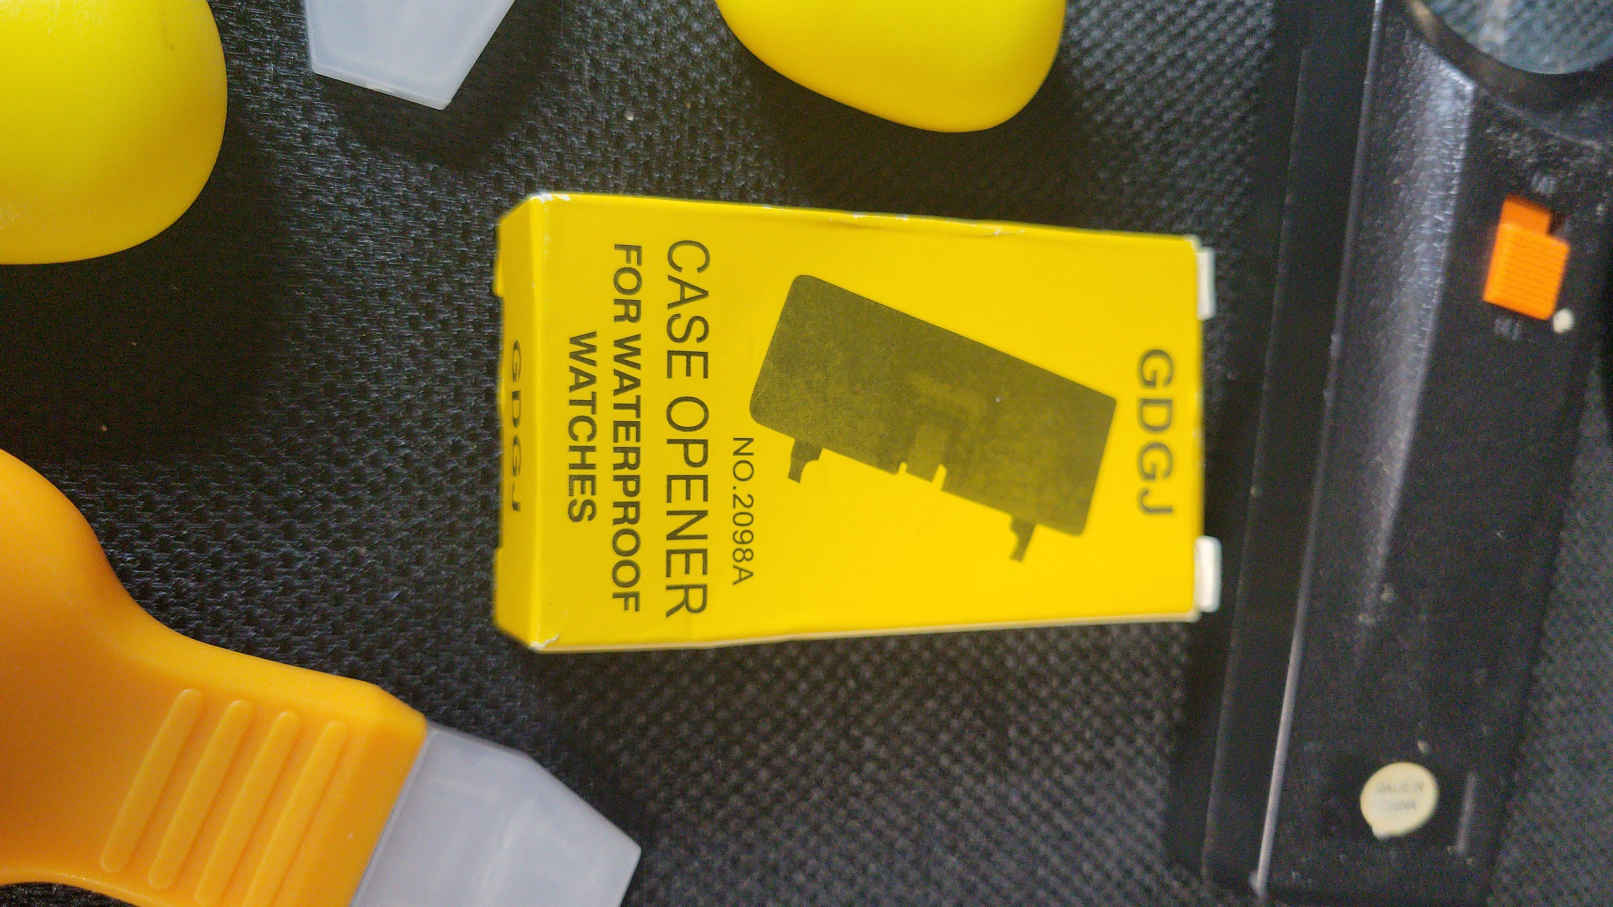 GDGJ
NO.2098A
CASE OPENER
FOR WATERPROOF
WATCHES
GDGJ